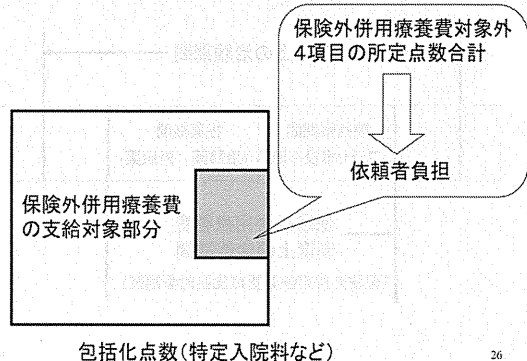 保険外併用療養費対象外
4項目の所定点数合計
依頼者負担
保険外併用療養費
の支給対象部分
包括化点数(特定入院料など)
26